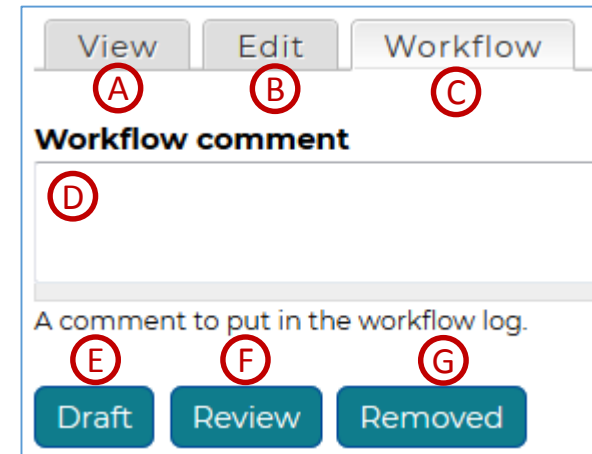 View Edit Workflow
A B C
Workflow comment
D
A comment to put in the workflow log.
E F G
Draft Review Removed